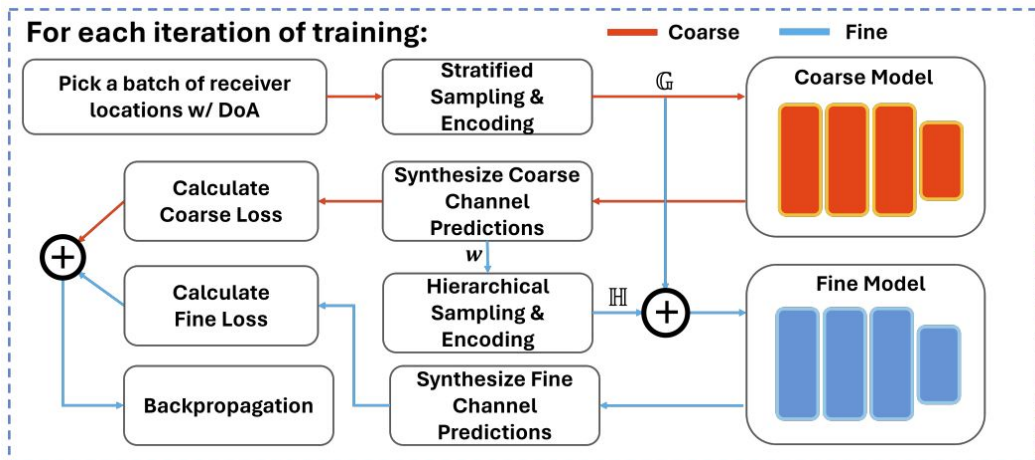 For each iteration of training:
Coarse
Fine
Pick a batch of receiver
locations w/ DoA
Stratified
Sampling &
Encoding
𝔾
Coarse Model
Calculate
Coarse Loss
Synthesize Coarse
Channel
Predictions
+
w
Calculate
Fine Loss
Hierarchical
Sampling &
Encoding
ℍ
+
Fine Model
Backpropagation
Synthesize Fine
Channel
Predictions